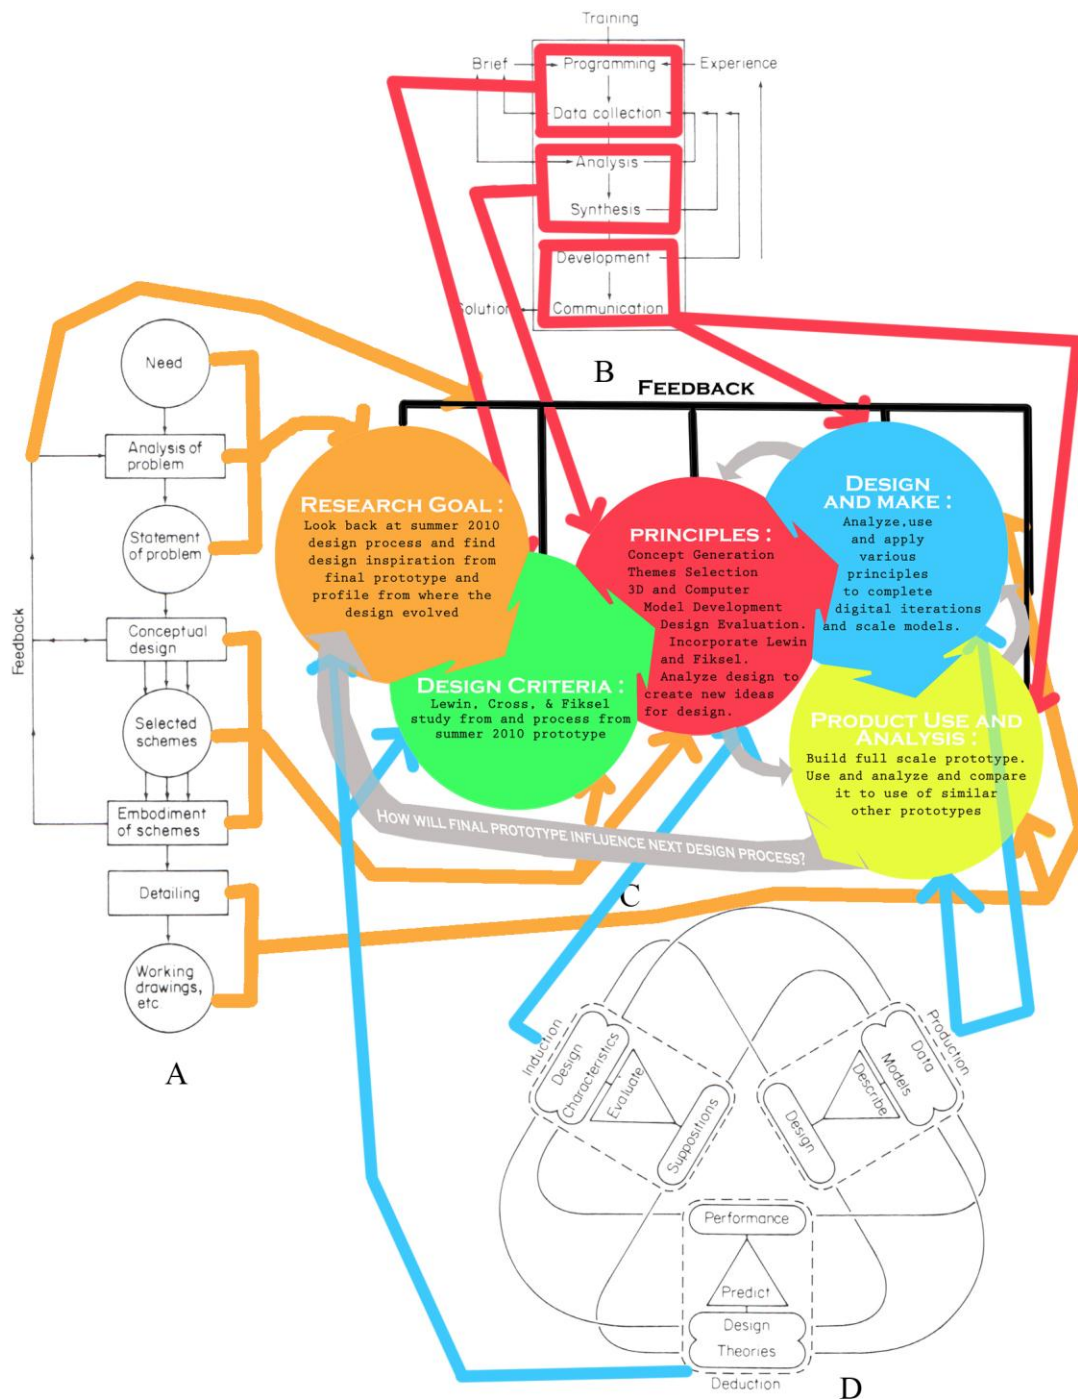 Training
Brief
Programming
Experience
Data collection
Analysis
Synthesis
Development
Solution
Communication
B
Need
Analysis of
problem
Statement
of problem
Feedback
Conceptual
design
Selected
schemes
Embodiment
of schemes
Detailing
Working
drawings,
etc.
A
FEEDBACK
RESEARCH GOAL :
Look back at summer 2010
design process and find
design inspiration from
final prototype and
profile from where the
design evolved
DESIGN CRITERIA :
Lewin, Cross, & Fiksel
study from and process from
summer 2010 prototype
PRINCIPLES :
Concept Generation
Themes Selection
3D and Computer
Model Development
Design Evaluation.
Incorporate Lewin
and Fiksel.
Analyze design to
create new ideas
for design.
DESIGN
AND MAKE :
Analyze,use
and apply
various
principles
to complete
digital iterations
and scale models.
PRODUCT USE AND
ANALYSIS :
Build full scale prototype.
Use and analyze and compare
it to use of similar
other prototypes
HOW WILL FINAL PROTOTYPE INFLUENCE NEXT DESIGN PROCESS?
C
Induction
Design
Characteristics
Evaluate
Suppositions
Production
Data
Models
Describe
Design
Performance
Predict
Design
Theories
Deduction
D